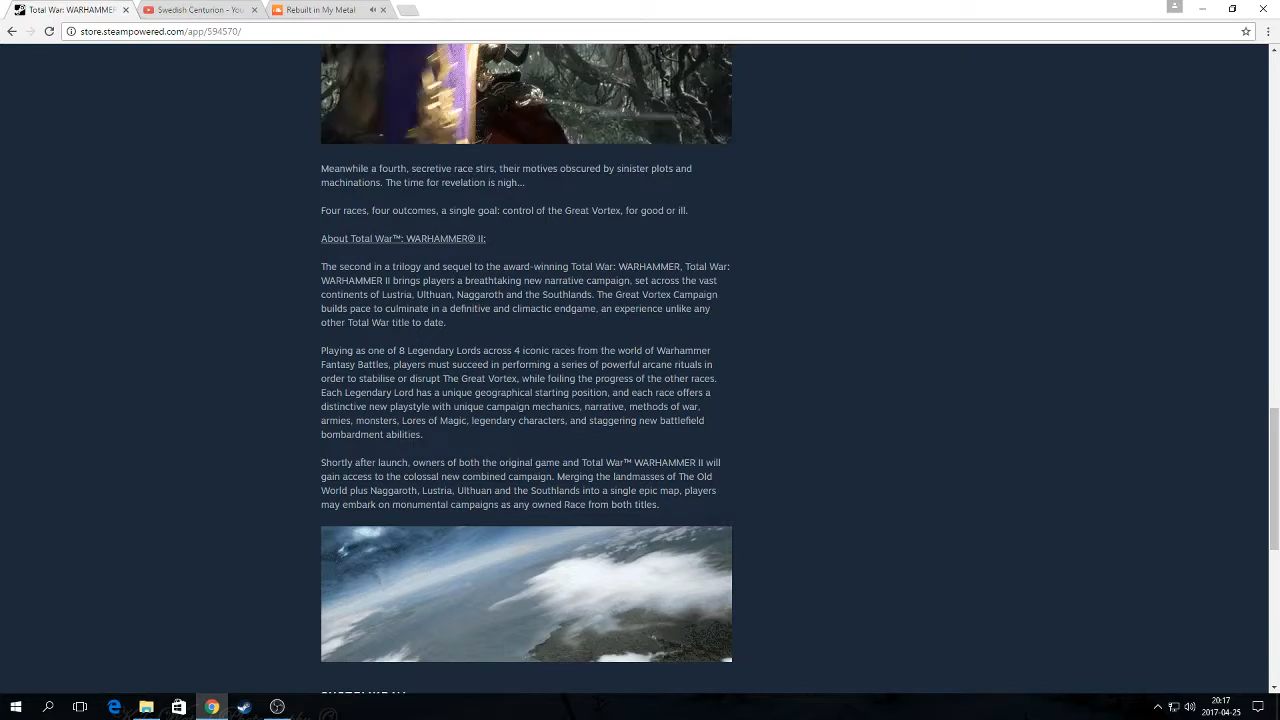 Total War: WARHAMMER
Swedish Centurion - You
Rebuilt in My Metal
store.steampowered.com/app/594570/
Meanwhile a fourth, secretive race stirs, their motives obscured by sinister plots and
machinations. The time for revelation is nigh...
Four races, four outcomes, a single goal: control of the Great Vortex, for good or ill.
About Total War™: WARHAMMER® II:
The second in a trilogy and sequel to the award-winning Total War: WARHAMMER, Total War:
WARHAMMER II brings players a breathtaking new narrative campaign, set across the vast
continents of Lustria, Ulthuan, Naggaroth and the Southlands. The Great Vortex Campaign
builds pace to culminate in a definitive and climactic endgame, an experience unlike any
other Total War title to date.
Playing as one of 8 Legendary Lords across 4 iconic races from the world of Warhammer
Fantasy Battles, players must succeed in performing a series of powerful arcane rituals in
order to stabilise or disrupt The Great Vortex, while foiling the progress of the other races.
Each Legendary Lord has a unique geographical starting position, and each race offers a
distinctive new playstyle with unique campaign mechanics, narrative, methods of war,
armies, monsters, Lores of Magic, legendary characters, and staggering new battlefield
bombardment abilities.
Shortly after launch, owners of both the original game and Total War™ WARHAMMER II will
gain access to the colossal new combined campaign. Merging the landmasses of The Old
World plus Naggaroth, Lustria, Ulthuan and the Southlands into a single epic map, players
may embark on monumental campaigns as any owned Race from both titles.
20:17
2017-04-25